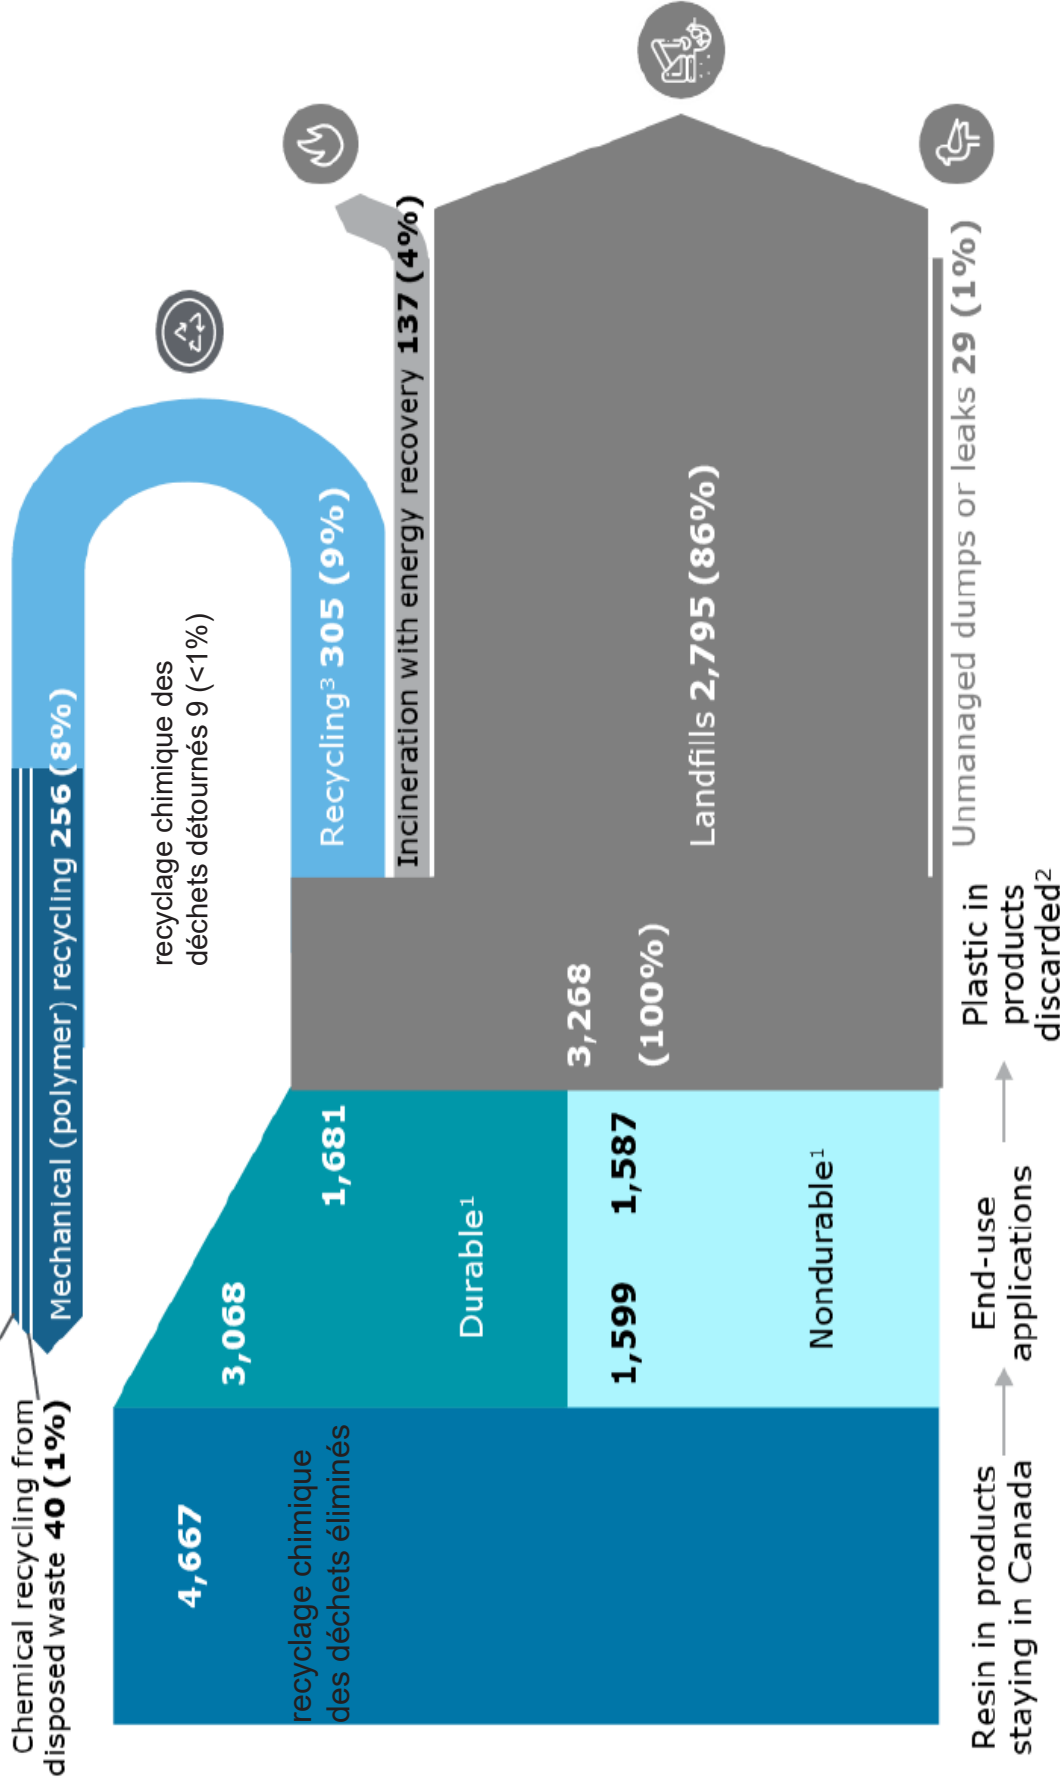 Chemical recycling from
disposed waste 40 (1%)
Mechanical (polymer) recycling 256 (8%)
recyclage chimique des
déchets détournés 9 (<1%)
4,667
recyclage chimique
des déchets éliminés
3,068
1,681
Durable¹
1,599 1,587
Nondurable¹
3,268
(100%)
Recycling³ 305 (9%)
Incineration with energy recovery 137 (4%)
Landfills 2,795 (86%)
Unmanaged dumps or leaks 29 (1%)
Resin in products
staying in Canada
End-use
applications
Plastic in
products
discarded²